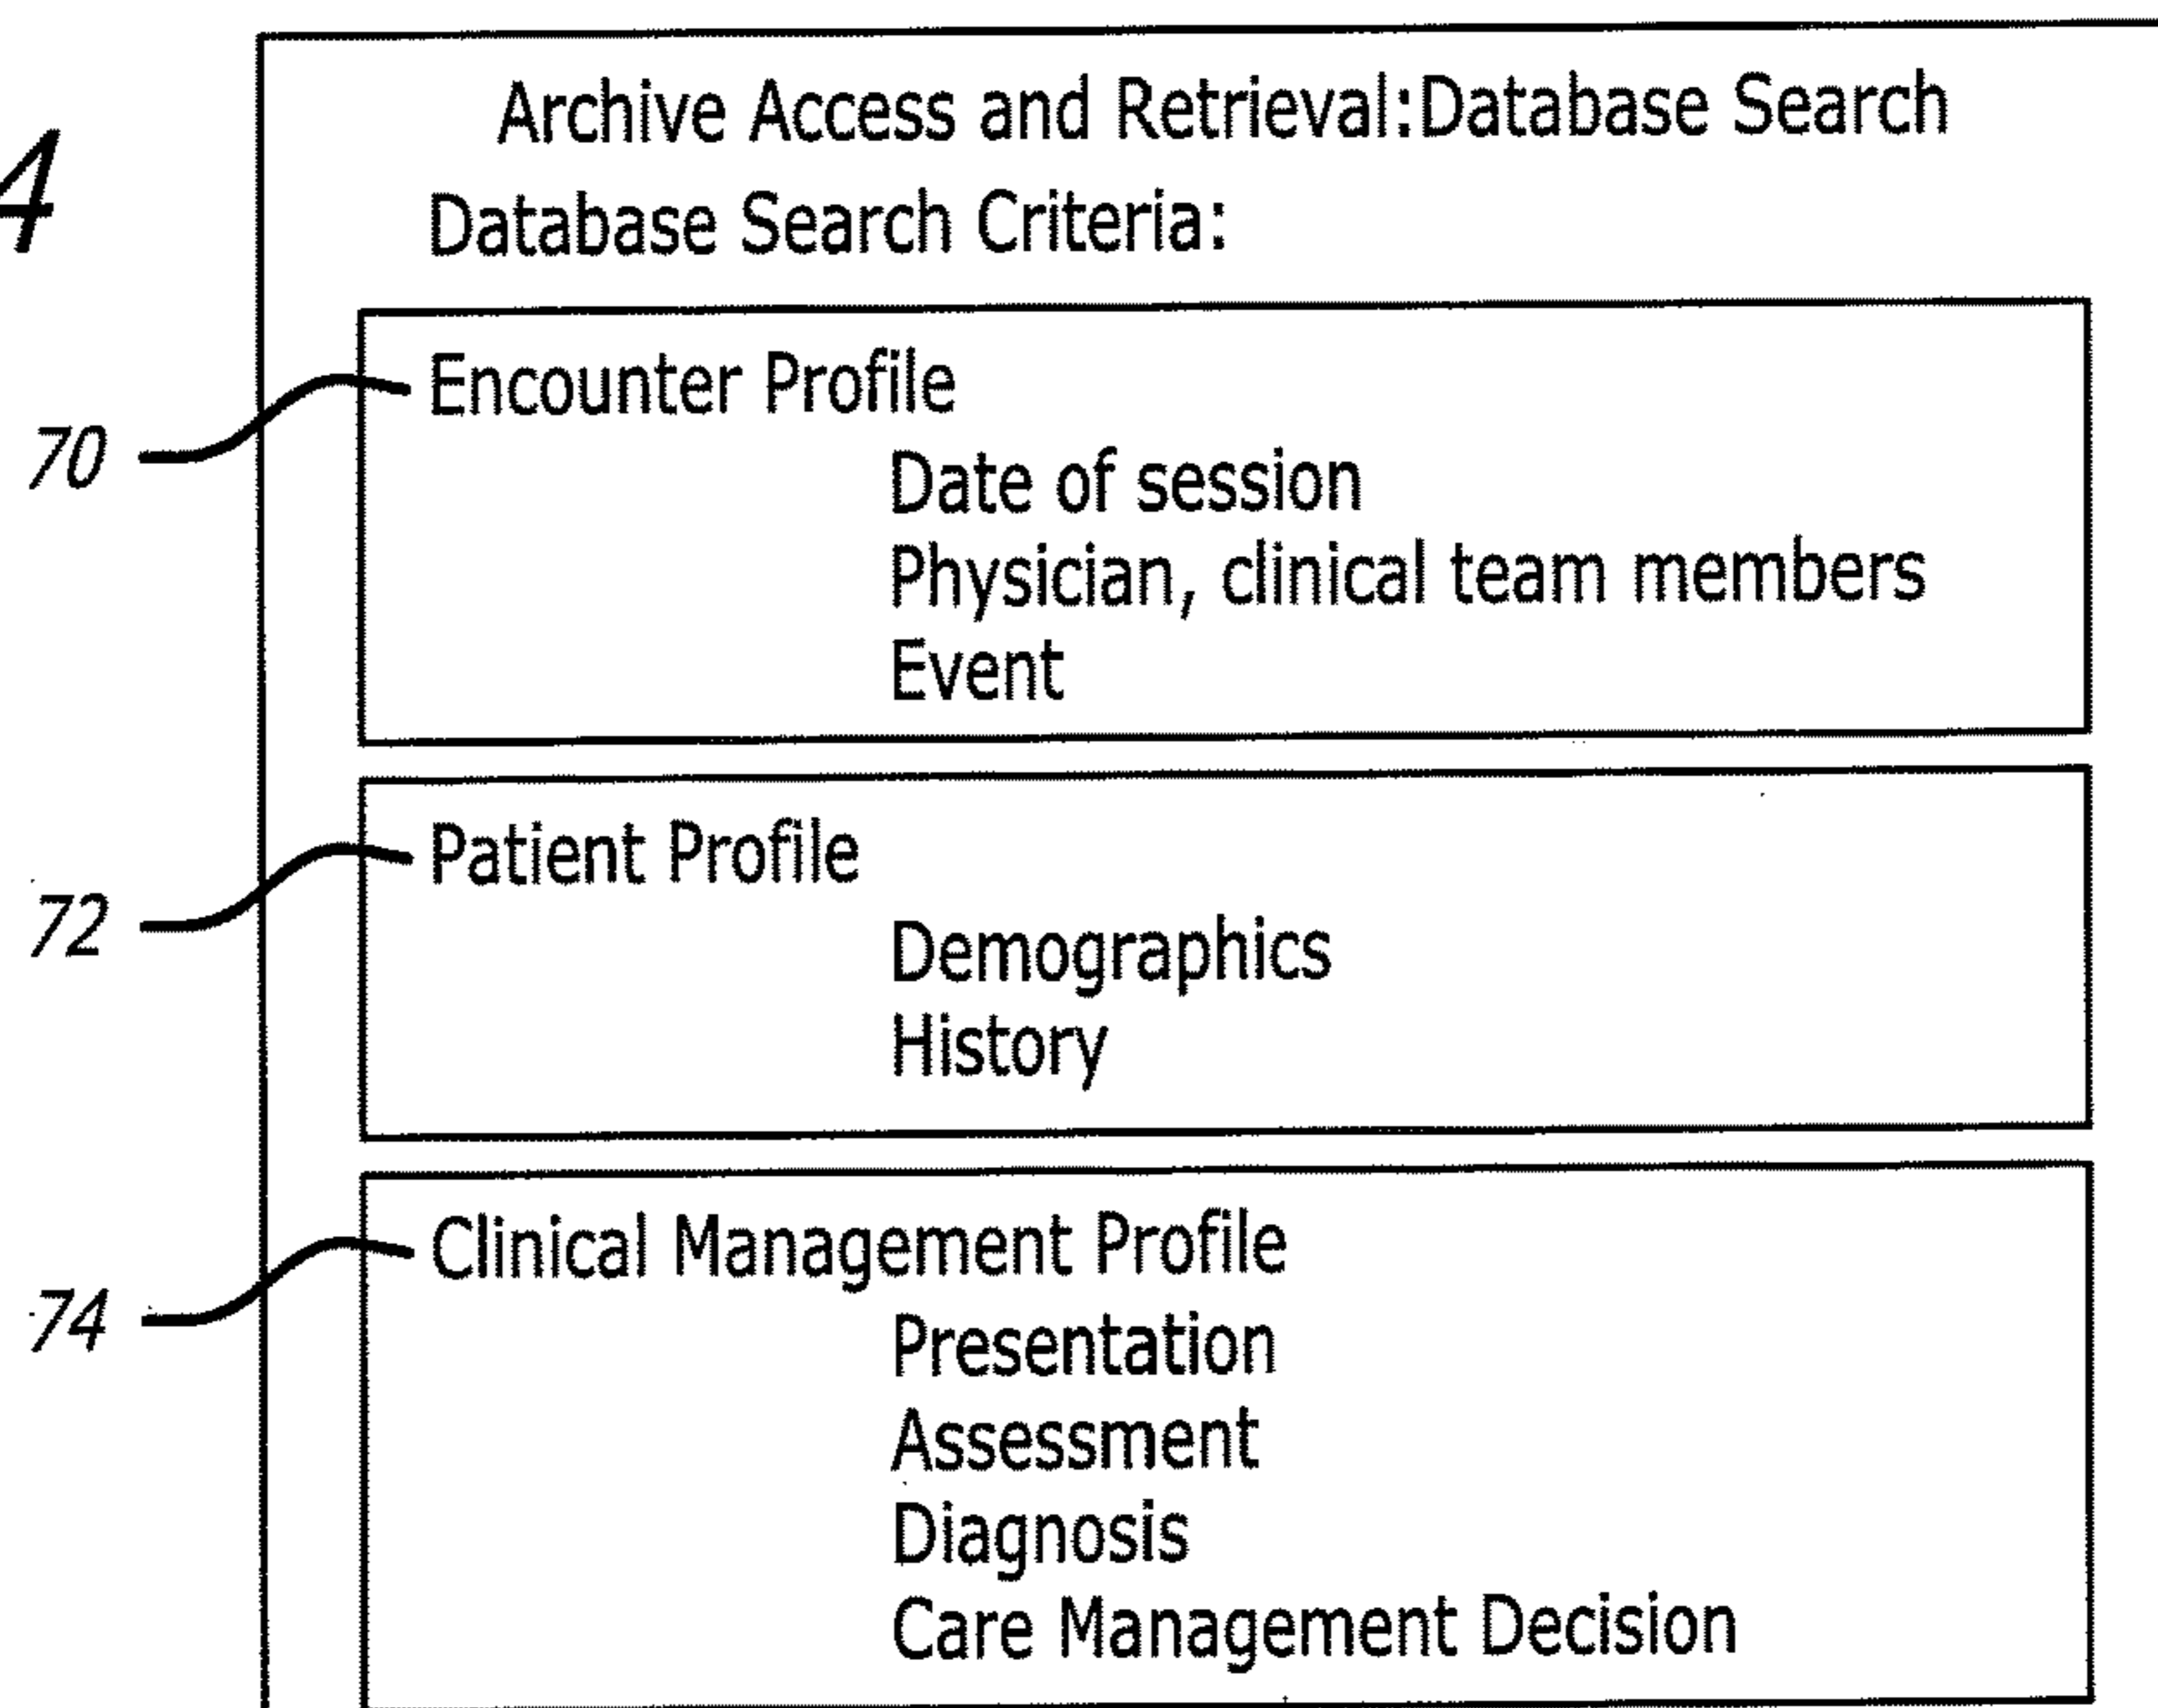 Archive Access and Retrieval:Database Search
4
Database Search Criteria:
70
Encounter Profile
Date of session
Physician, clinical team members
Event
72
Patient Profile
Demographics
History
74
Clinical Management Profile
Presentation
Assessment
Diagnosis
Care Management Decision